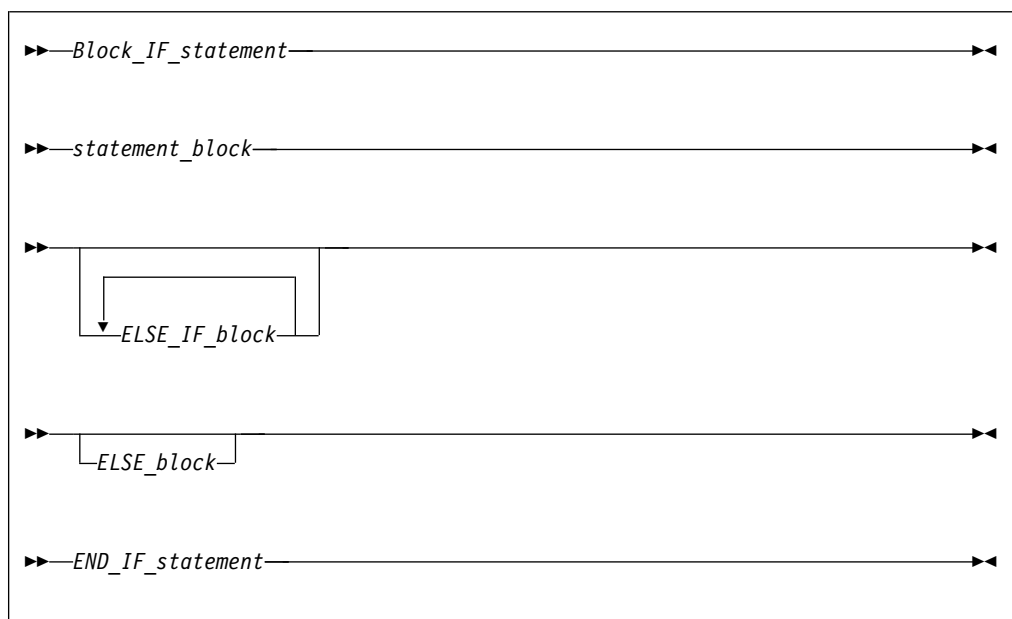 Block_IF_statement
statement_block
ELSE_IF_block
ELSE_block
END_IF_statement